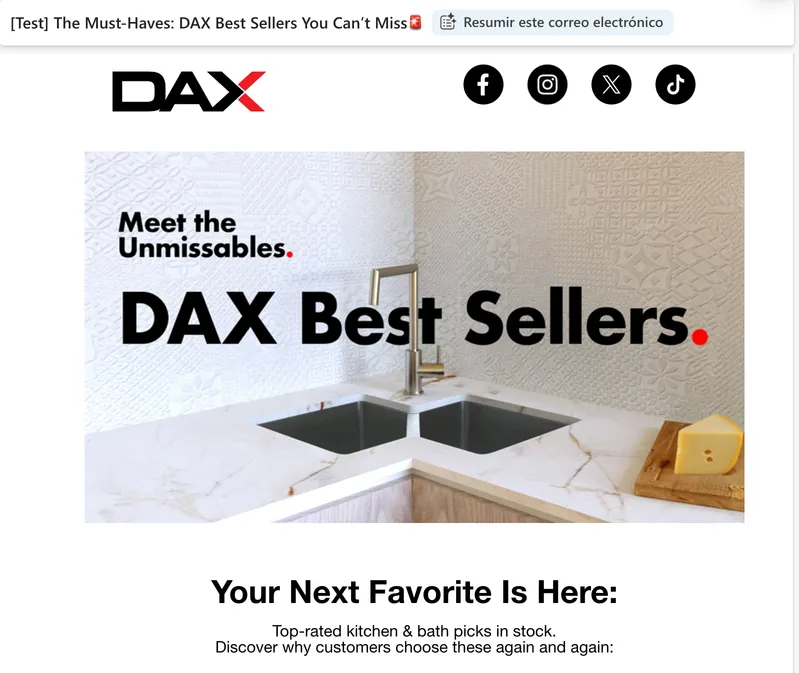 [Test] The Must-Haves: DAX Best Sellers You Can’t Miss🚨 Resumir este correo electrónico
DAX
Meet the
Unmissables.
DAX Best Sellers.
Your Next Favorite Is Here:
Top-rated kitchen & bath picks in stock.
Discover why customers choose these again and again: